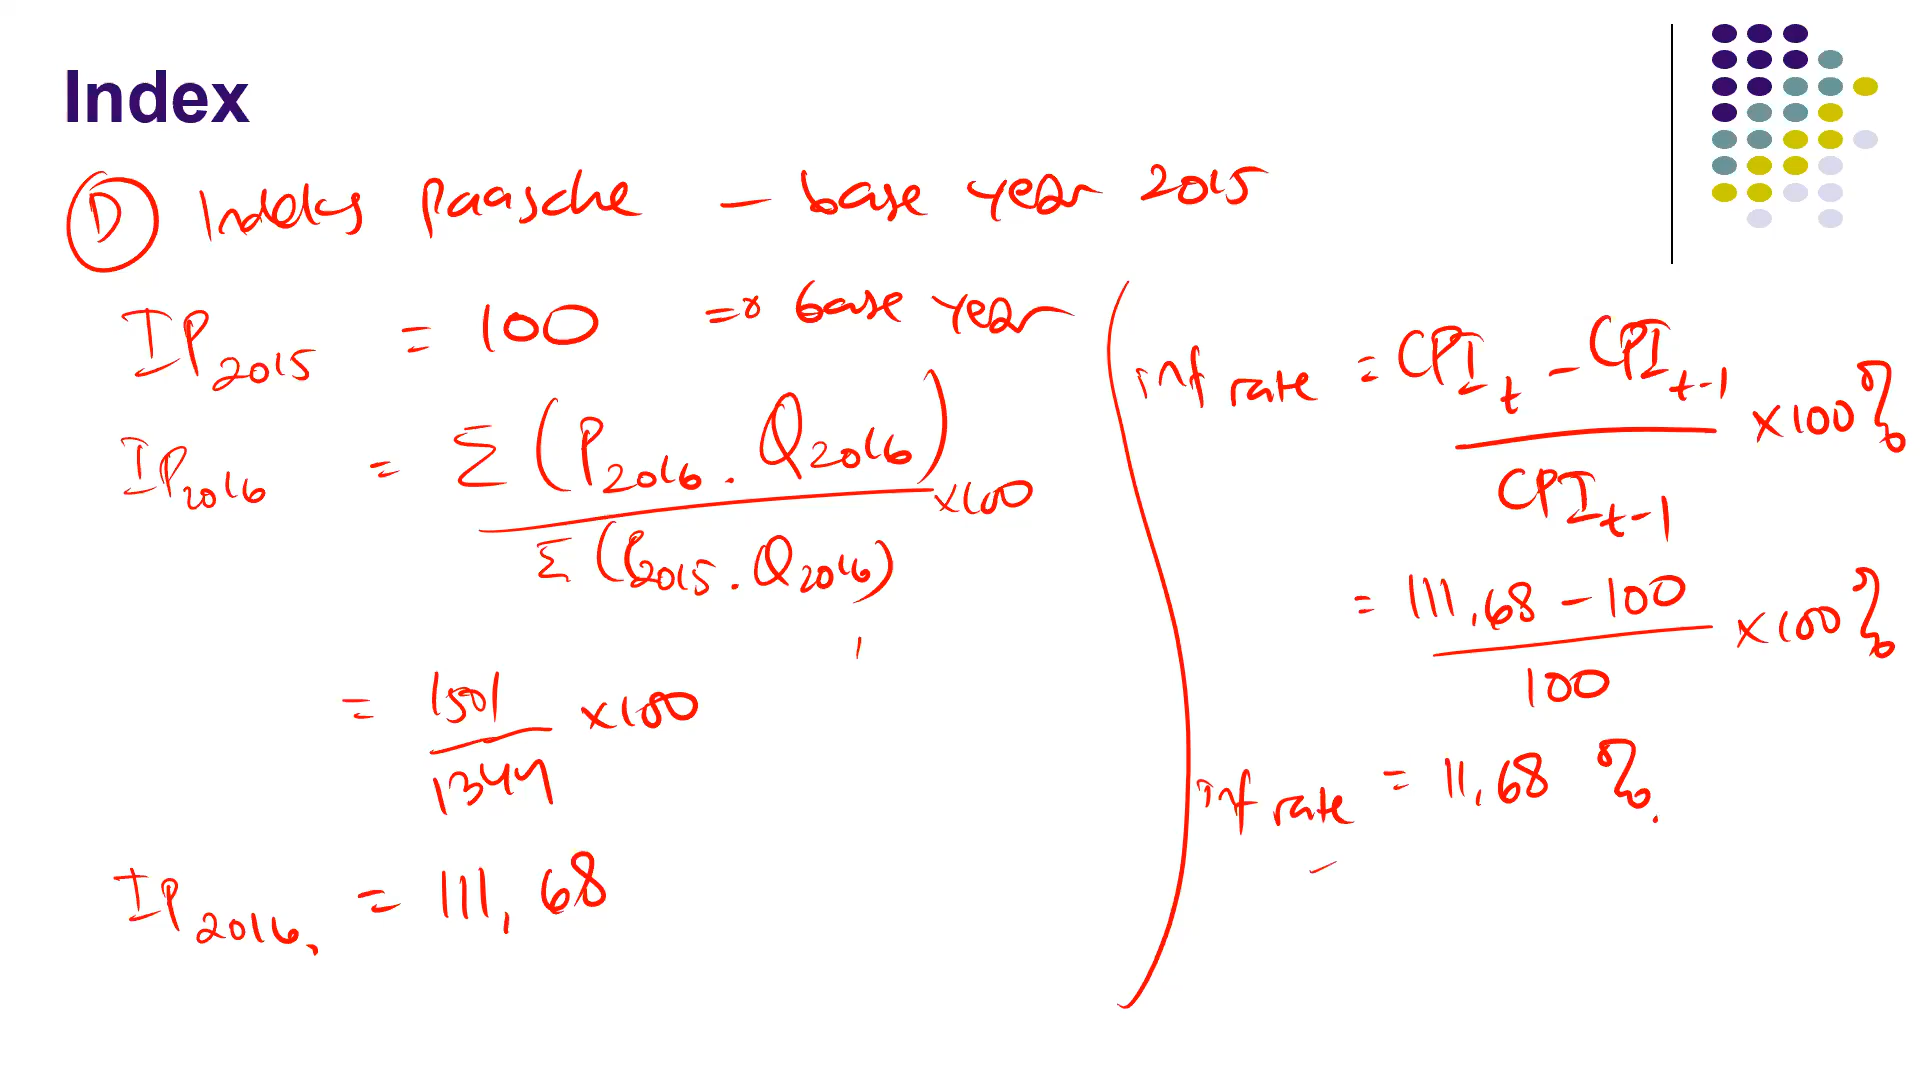 Index
D Indeks Paasche – base year 2015
IP2015 = 100 => base year
IP2016 = Σ (P2016 . Q2016) x100
Σ (P2015 . Q2016)
= 1501 x100
1344
IP2016. = 111,68
inf rate = CPIt – CPIt-1 x100%
CPIt-1
= 111,68 – 100 x100%
100
inf rate = 11,68 %.